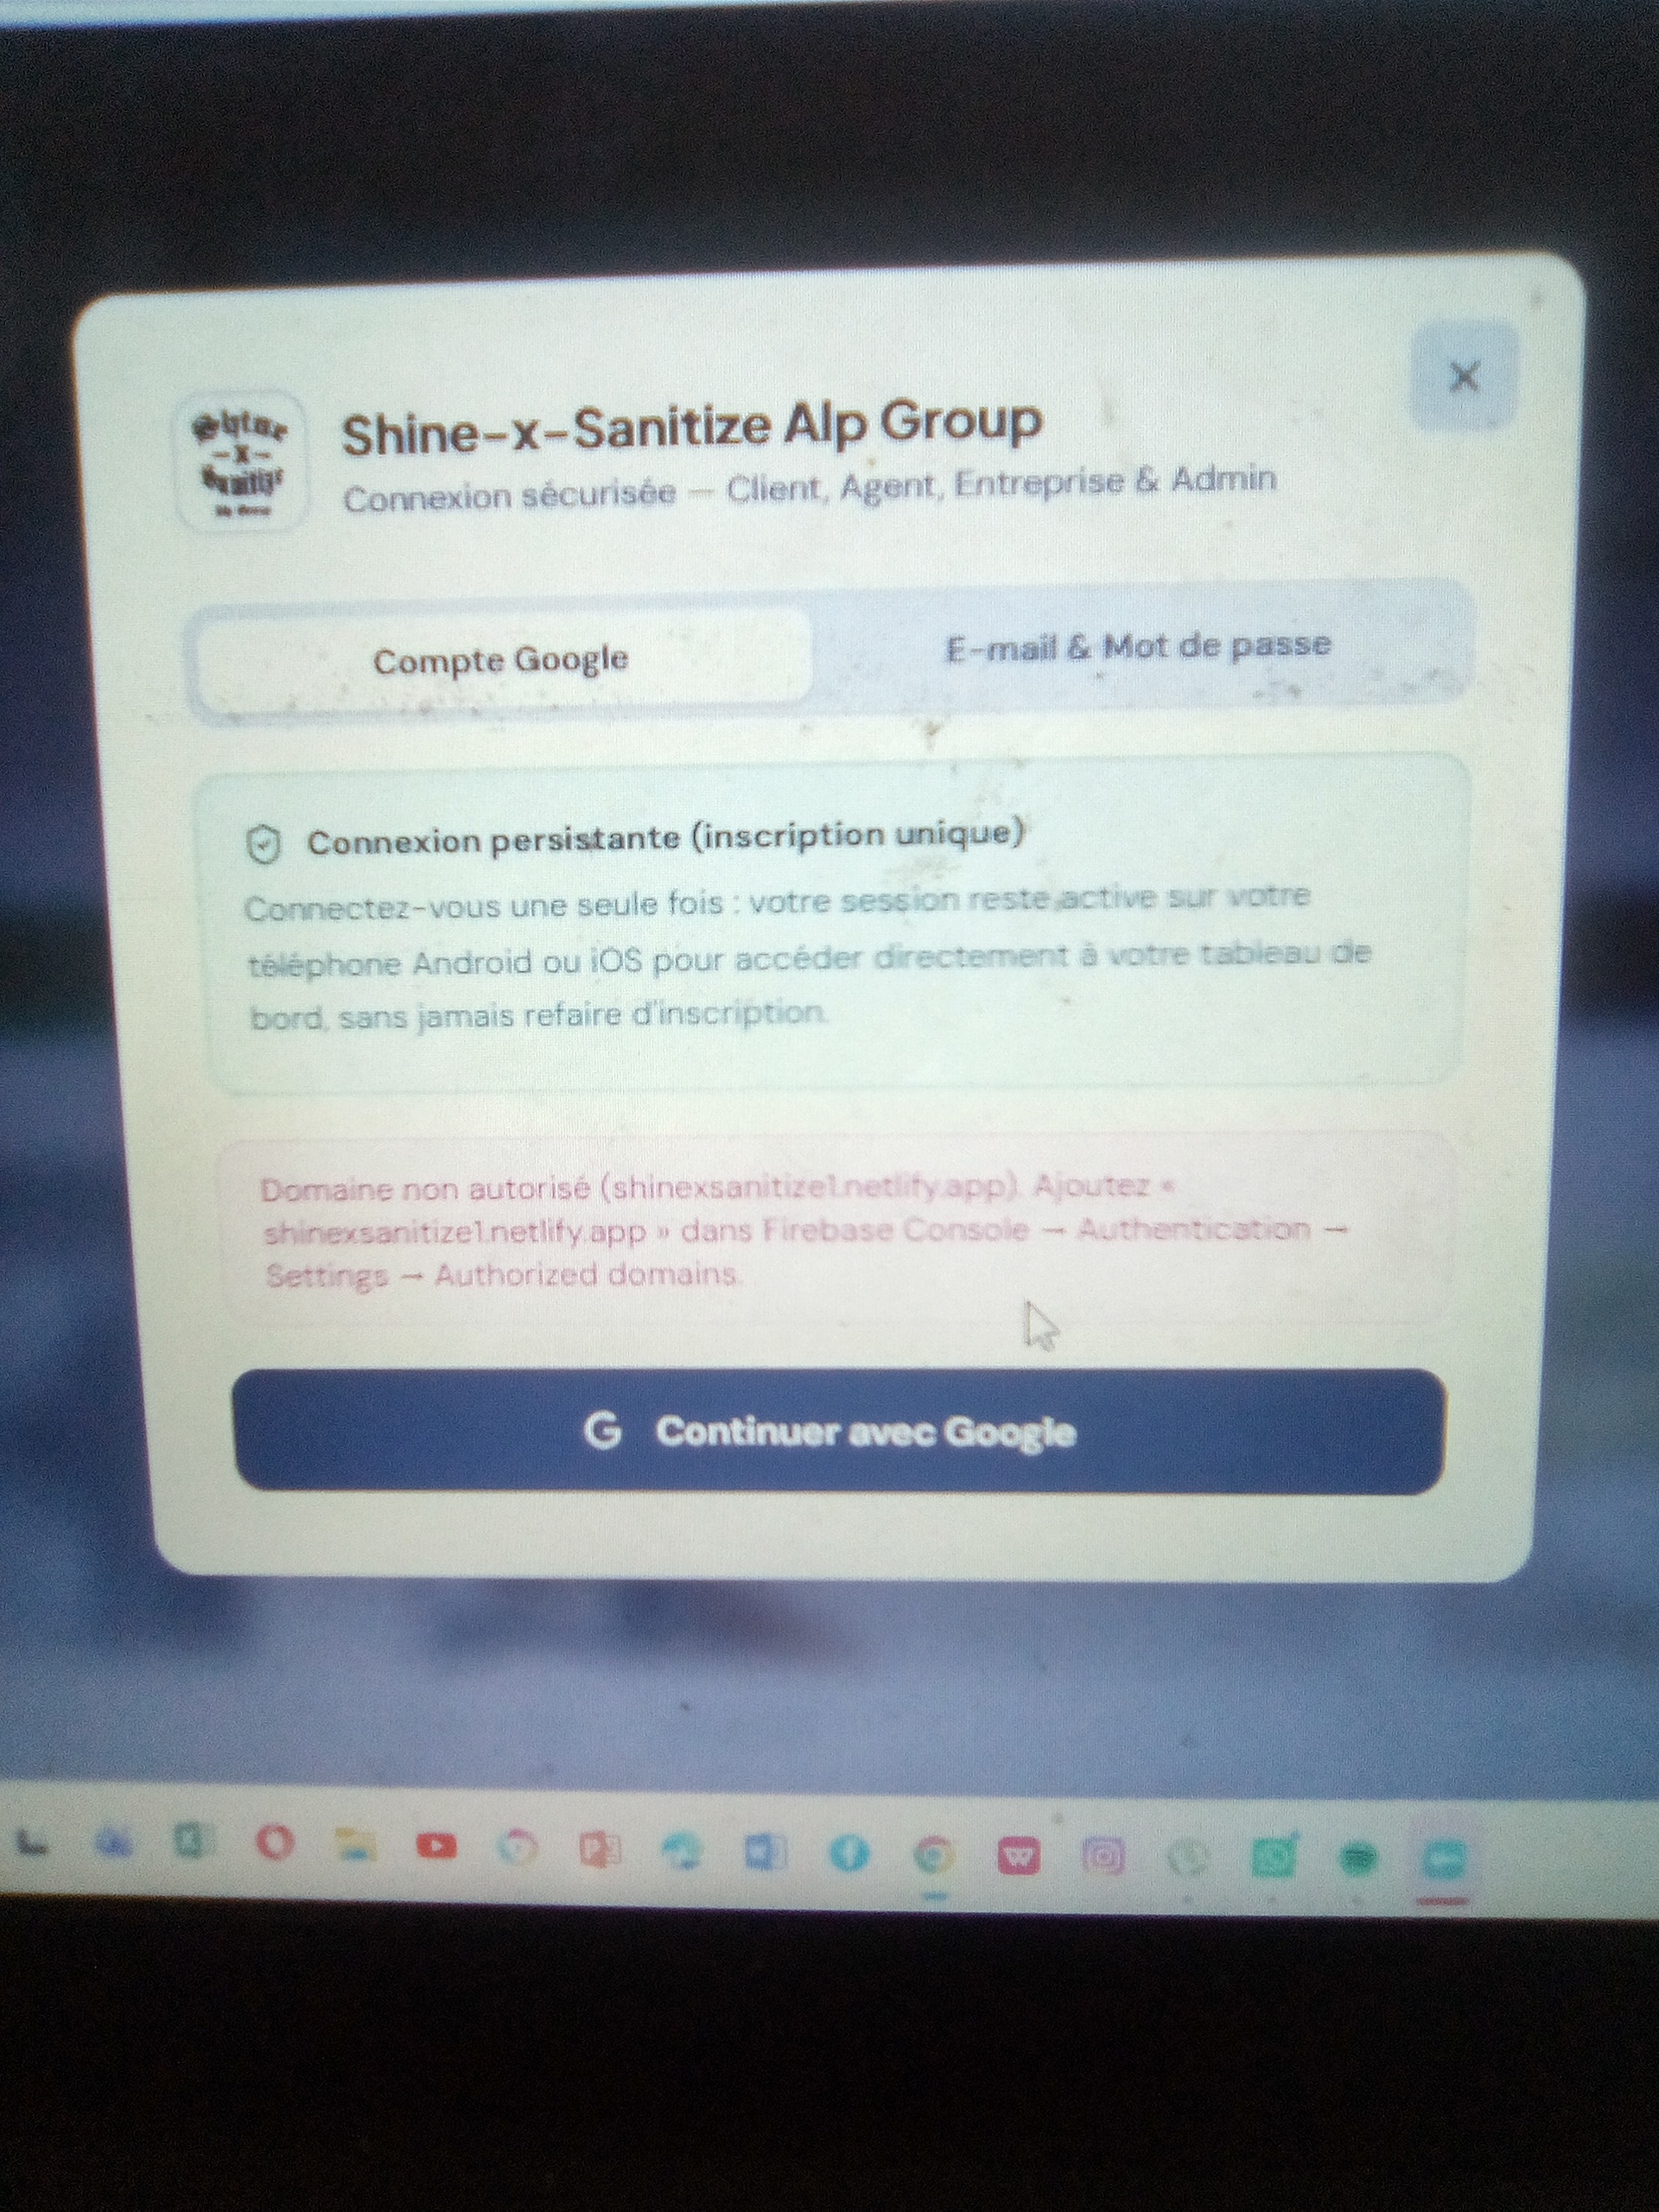 Shine-x-Sanitize Alp Group
Connexion sécurisée — Client, Agent, Entreprise & Admin
Compte Google
E-mail & Mot de passe
Connexion persistante (inscription unique)
Connectez-vous une seule fois : votre session reste active sur votre
téléphone Android ou iOS pour accéder directement à votre tableau de
bord, sans jamais refaire d'inscription.
Domaine non autorisé (shinexsanitize1.netlify.app). Ajoutez «
shinexsanitize1.netlify.app » dans Firebase Console → Authentication →
Settings → Authorized domains.
G Continuer avec Google